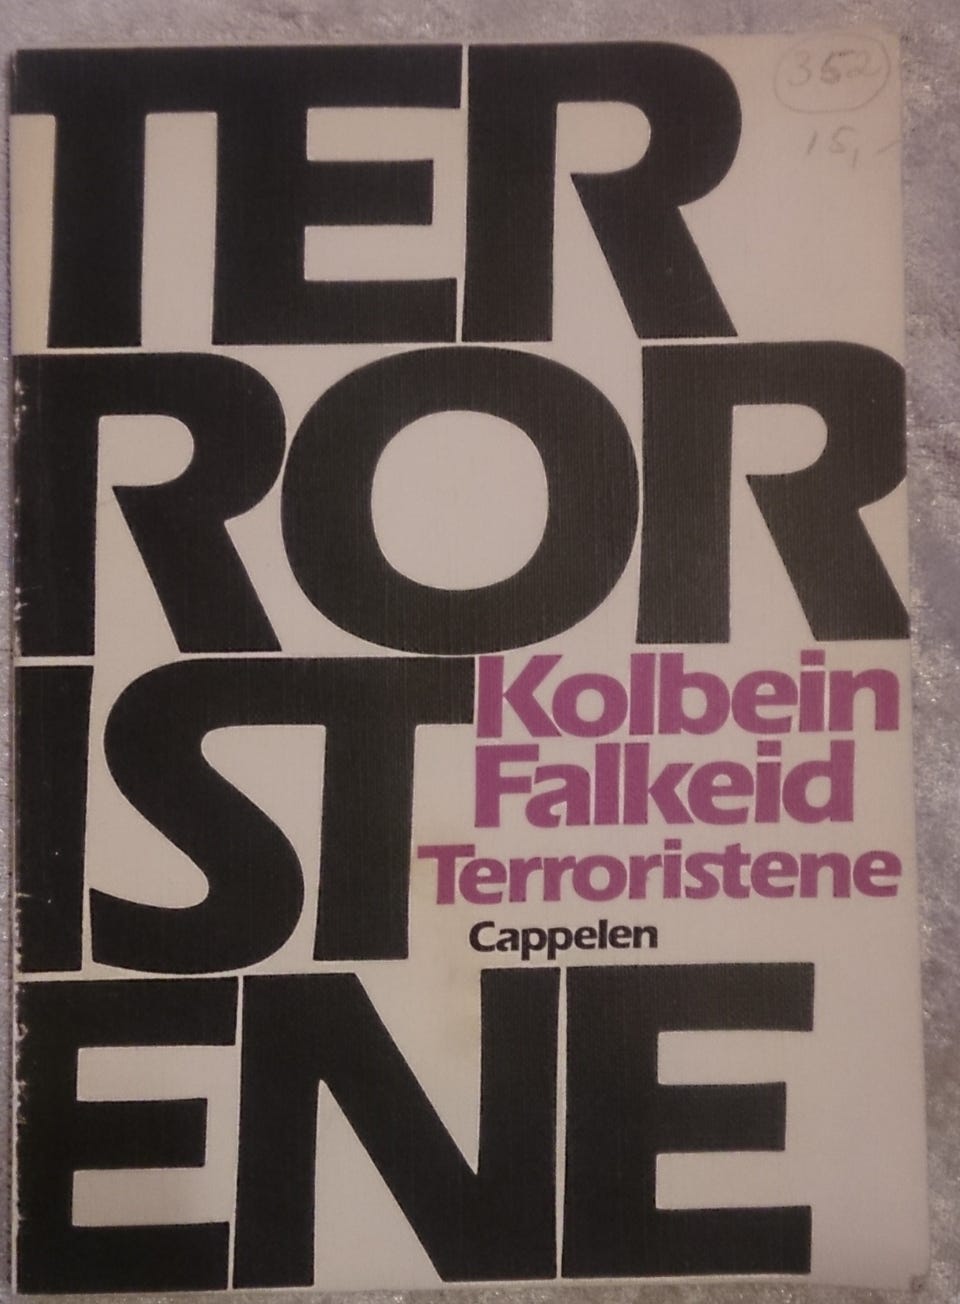 352
15,-
TER
ROR
IST
Kolbein
Falkeid
Terroristene
Cappelen
ENE